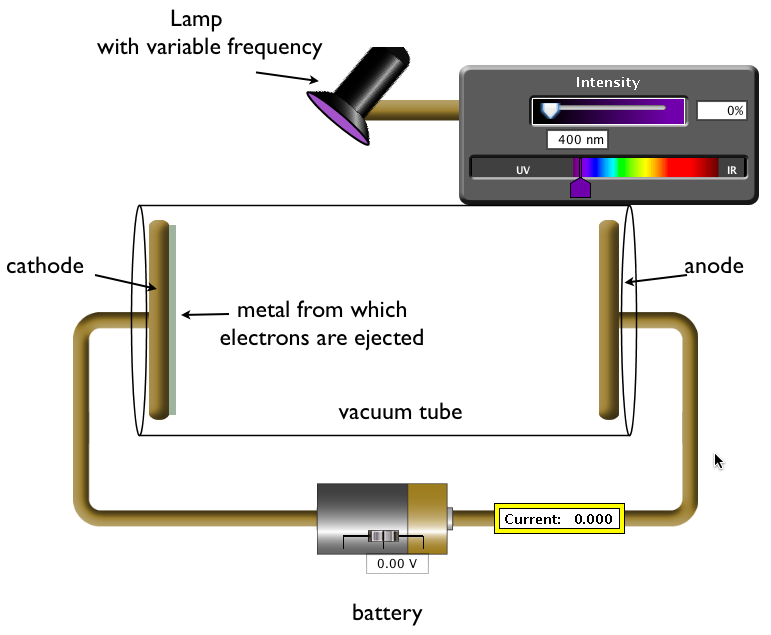 Lamp
with variable frequency
Intensity
0%
400 nm
UV
IR
cathode
anode
metal from which
electrons are ejected
vacuum tube
Current: 0.000
0.00 V
battery